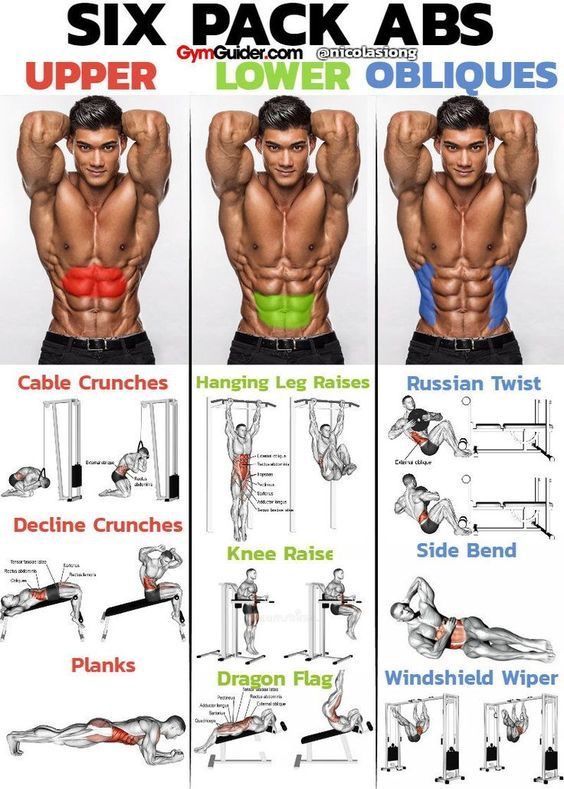 SIX PACK ABS
GymGuider.com @nicolasiong
UPPER LOWER OBLIQUES
Cable Crunches
External oblique
Rectus
abdominis
Decline Crunches
Tensor fasciae latae
Rectus abdominis
Obliques
Sartorius
Rectus femoris
Planks
Hanging Leg Raises
External oblique
Rectus abdominis
Iliopsoas
Pectineus
Sartorius
Adductor longus
Tensor fasciae latae
Knee Raise
Dragon Flag
Tensor fasciae latae
Pectineus
Adductor longus
Sartorius
Quadriceps
Rectus abdominis
External oblique
Russian Twist
External oblique
Side Bend
Windshield Wiper